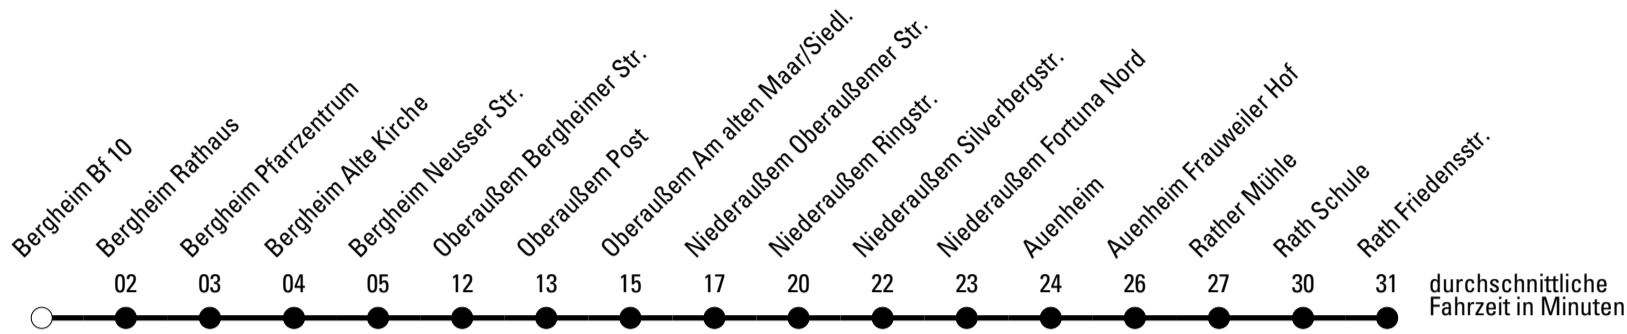 Bergheim Bf 10
Bergheim Rathaus
Bergheim Pfarrzentrum
Bergheim Alte Kirche
Bergheim Neusser Str.
Oberaußem Bergheimer Str.
Oberaußem Post
Oberaußem Am alten Maar/Siedl.
Niederaußem Oberaußemer Str.
Niederaußem Ringstr.
Niederaußem Silverbergstr.
Niederaußem Fortuna Nord
Auenheim
Auenheim Frauweiler Hof
Rather Mühle
Rath Schule
Rath Friedensstr.
02 03 04 05 12 13 15 17 20 22 23 24 26 27 30 31
durchschnittliche
Fahrzeit in Minuten